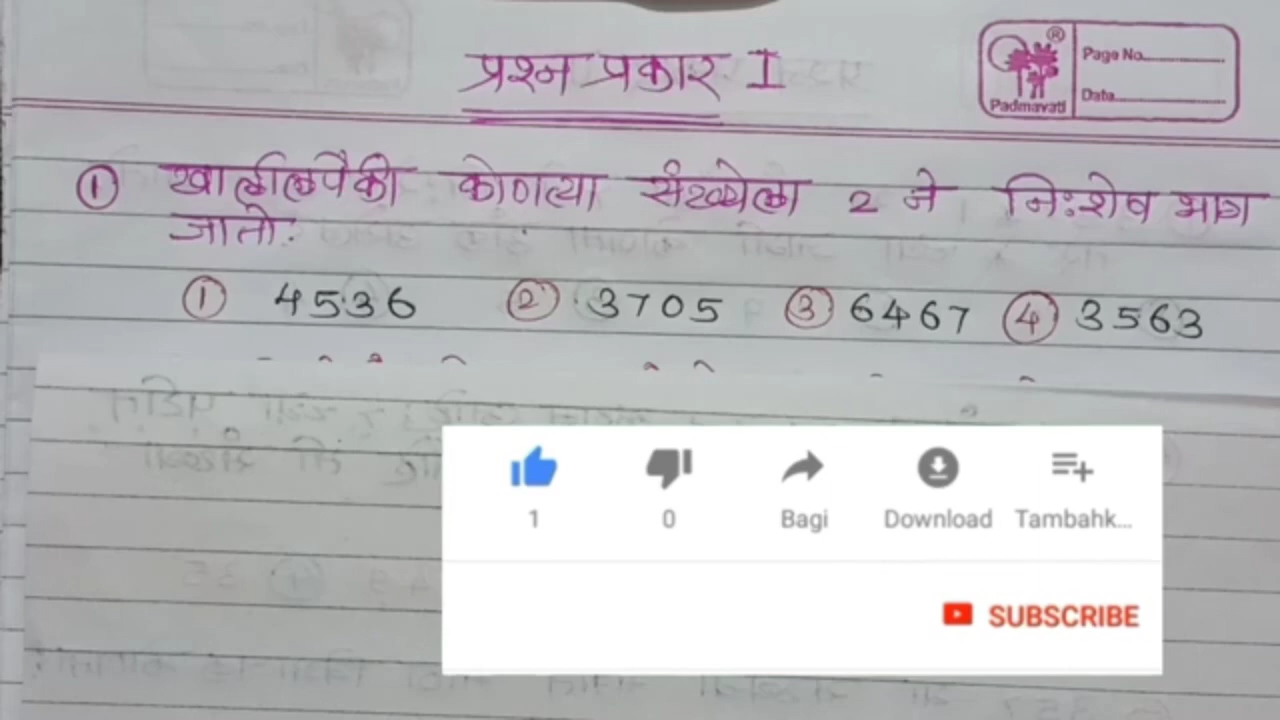 प्रश्न प्रकार I
® Padmavati Page No.
Date
① खालीलपैकी कोणत्या संख्येला 2 ने निःशेष भाग
जातो.
① 4536 ② 3705 ③ 6467 ④ 3563
1 0 Bagi Download Tambahk...
SUBSCRIBE